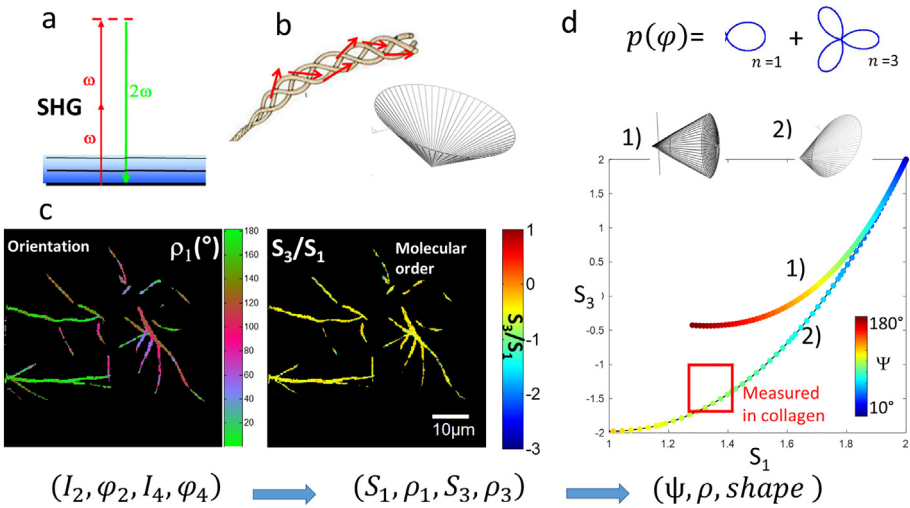 a
b
d
p(φ)= + 
n=1
n=3
ω
2ω
SHG
ω
1)
2)
c
Orientation
ρ₁(°)
180
160
140
120
100
80
60
40
20
0
S₃/S₁
Molecular
order
10µm
1
0
-1
-2
-3
S₃/S₁
2
1.5
1
0.5
0
-0.5
-1
-1.5
-2
S₃
1)
2)
Measured
in collagen
180°
Ψ
10°
1
1.2
1.4
1.6
1.8
2
S₁
(I₂, φ₂, I₄, φ₄)
(S₁, ρ₁, S₃, ρ₃)
(ψ, ρ, shape )